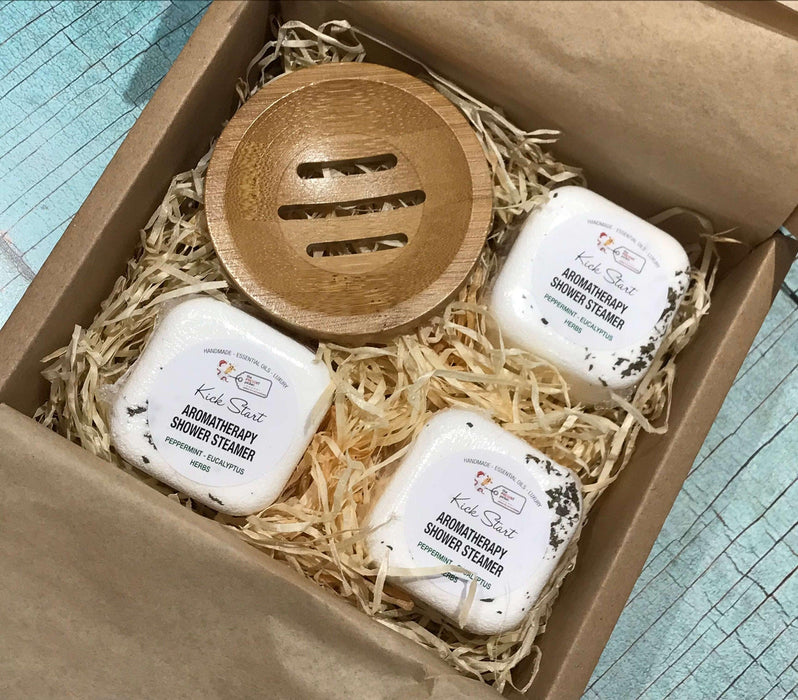 HANDMADE - ESSENTIAL OILS - LUXURY
Kick Start
AROMATHERAPY
SHOWER STEAMER
PEPPERMINT - EUCALYPTUS
HERBS
HANDMADE - ESSENTIAL OILS - LUXURY
Kick Start
AROMATHERAPY
SHOWER STEAMER
PEPPERMINT - EUCALYPTUS
HERBS
HANDMADE - ESSENTIAL OILS - LUXURY
Kick Start
AROMATHERAPY
SHOWER STEAMER
PEPPERMINT - EUCALYPTUS
HERBS